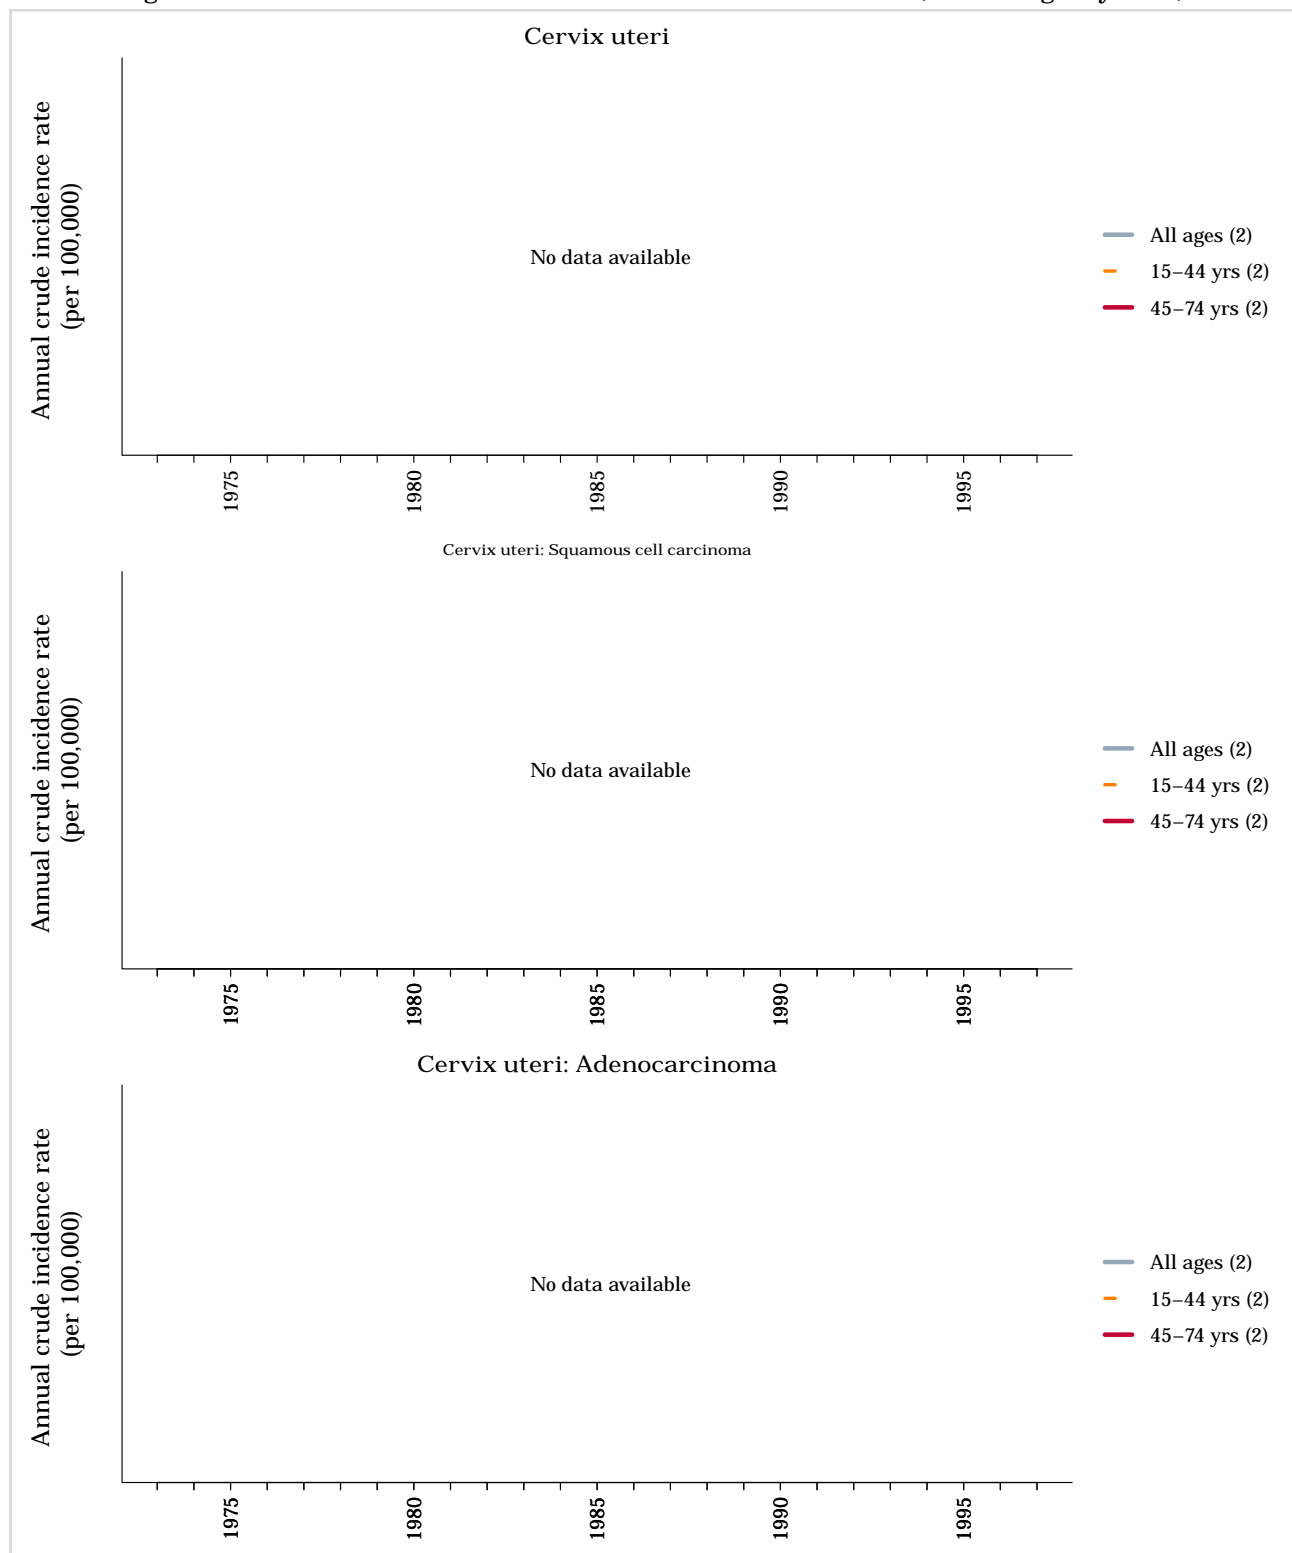 Cervix uteri
Annual crude incidence rate
(per 100,000)
No data available
All ages (2)
15–44 yrs (2)
45–74 yrs (2)
1975
1980
1985
1990
1995
Cervix uteri: Squamous cell carcinoma
Annual crude incidence rate
(per 100,000)
No data available
All ages (2)
15–44 yrs (2)
45–74 yrs (2)
1975
1980
1985
1990
1995
Cervix uteri: Adenocarcinoma
Annual crude incidence rate
(per 100,000)
No data available
All ages (2)
15–44 yrs (2)
45–74 yrs (2)
1975
1980
1985
1990
1995